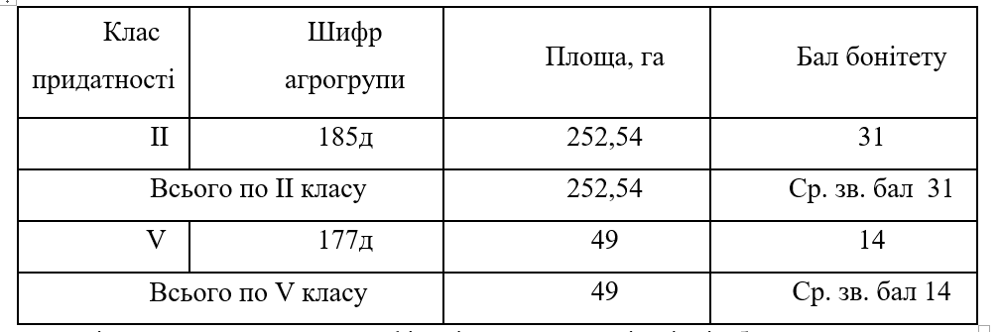 Клас придатності Шифр агрогрупи Площа, га Бал бонітету
II 185д 252,54 31
Всього по II класу 252,54 Ср. зв. бал 31
V 177д 49 14
Всього по V класу 49 Ср. зв. бал 14